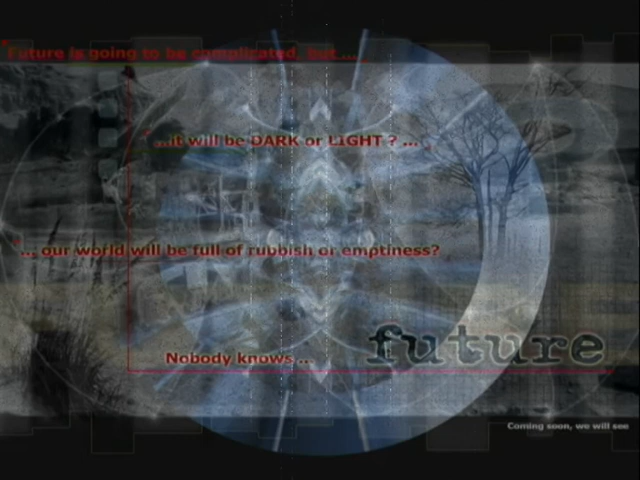 "Future is going to be complicated, but ...
"...it will be DARK or LIGHT ? ...
"... our world will be full of rubbish or emptiness?
Nobody knows ...
future
Coming soon, we will see